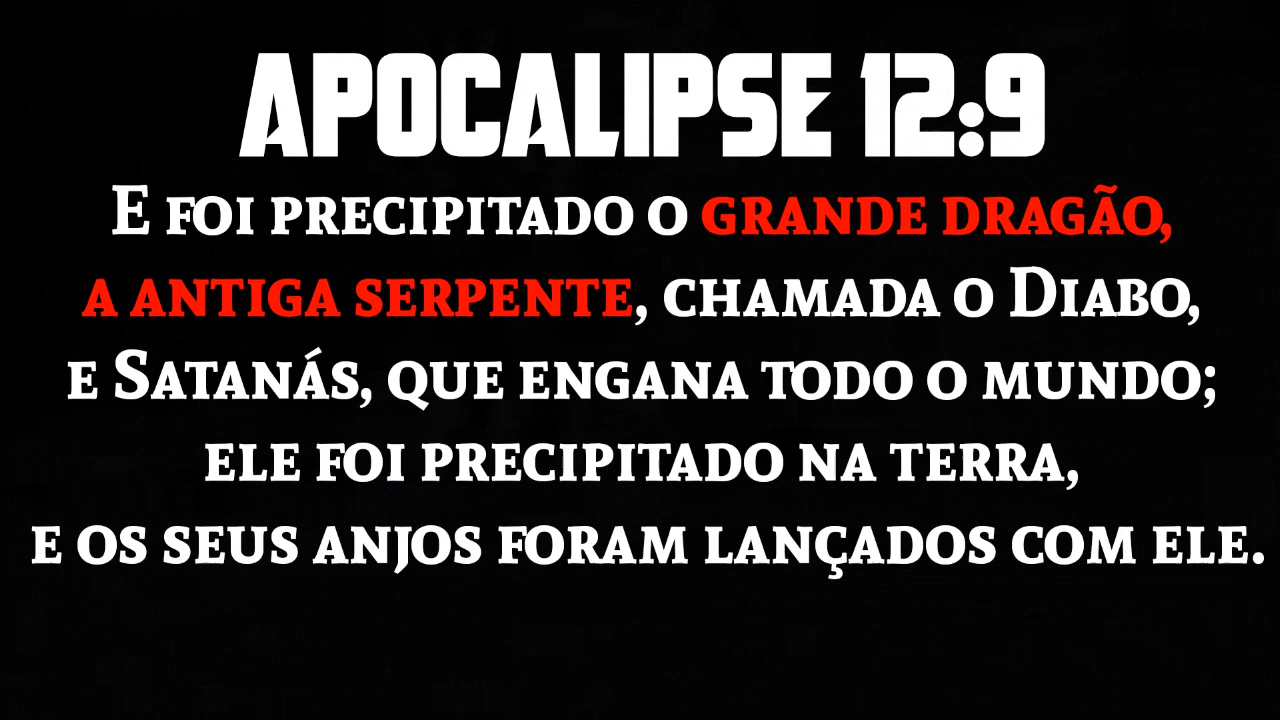 APOCALIPSE 12:9
E FOI PRECIPITADO O GRANDE DRAGÃO,
A ANTIGA SERPENTE, CHAMADA O DIABO,
E SATANÁS, QUE ENGANA TODO O MUNDO;
ELE FOI PRECIPITADO NA TERRA,
E OS SEUS ANJOS FORAM LANÇADOS COM ELE.